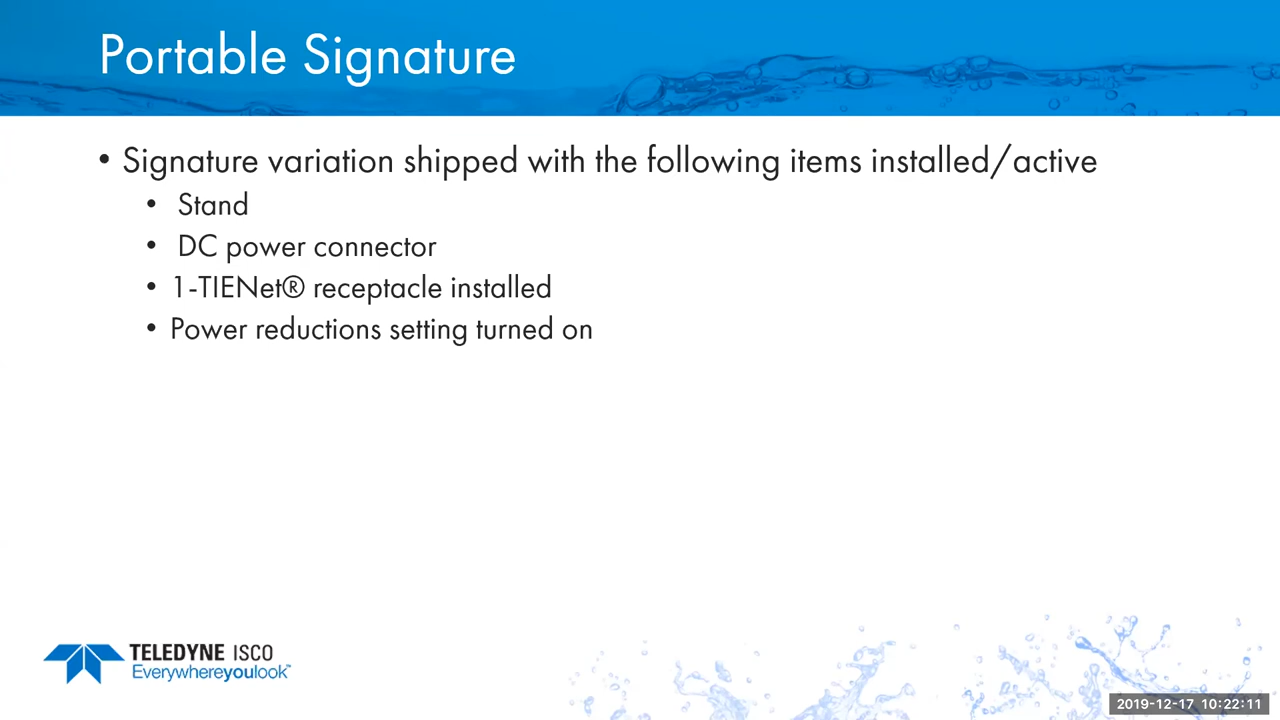 Portable Signature
• Signature variation shipped with the following items installed/active
• Stand
• DC power connector
• 1-TIENet® receptacle installed
• Power reductions setting turned on
TELEDYNE ISCO
Everywhereyoulook™
2019-12-17 10:22:11